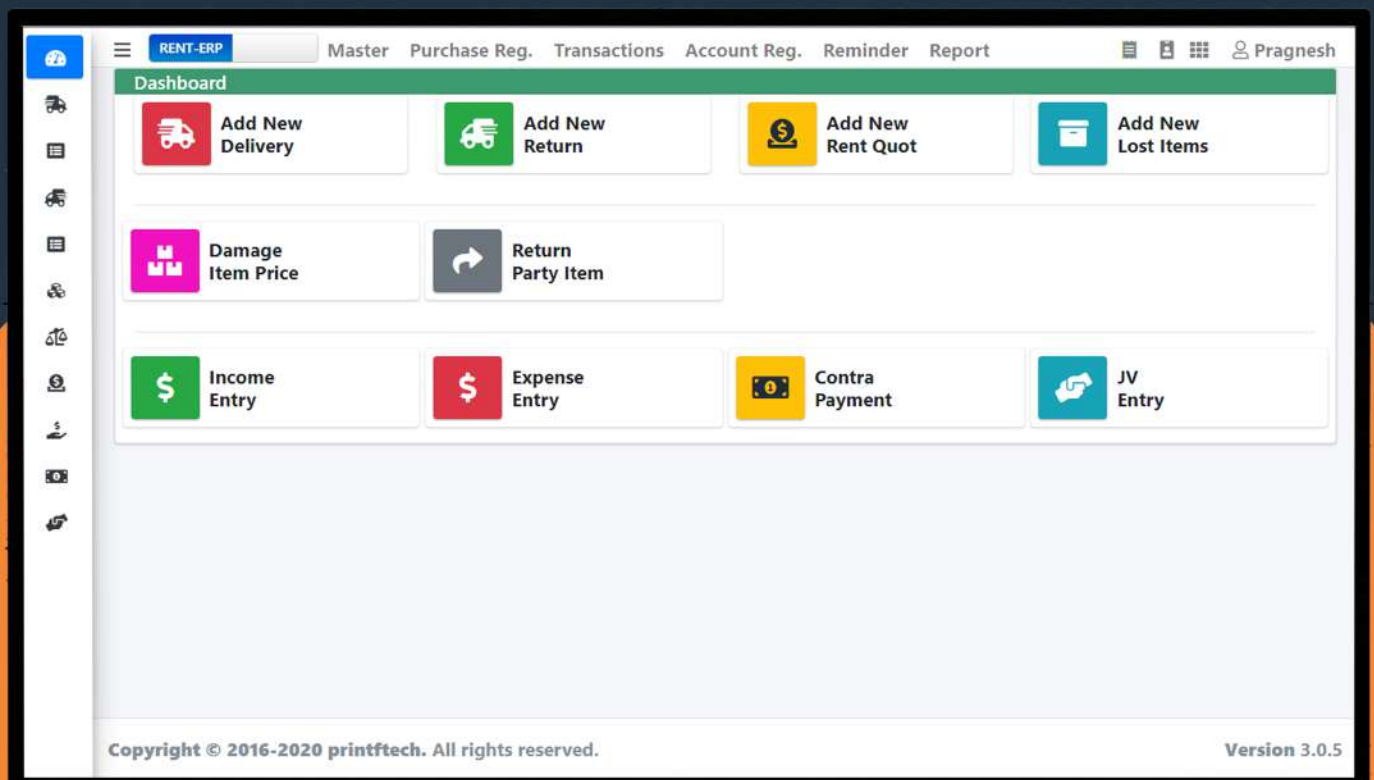 RENT-ERP Master Purchase Reg. Transactions Account Reg. Reminder Report Pragnesh
Dashboard
Add New
Delivery
Add New
Return
Add New
Rent Quot
Add New
Lost Items
Damage
Item Price
Return
Party Item
Income
Entry
Expense
Entry
Contra
Payment
JV
Entry
Copyright © 2016-2020 printftech. All rights reserved. Version 3.0.5